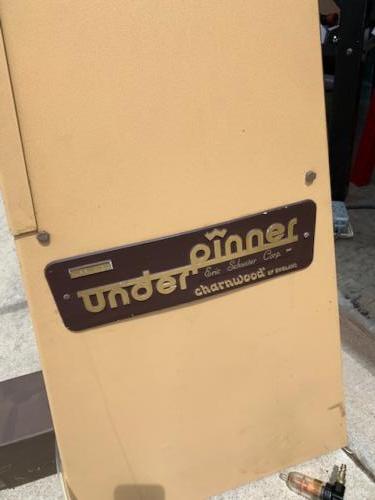 under pinner
Eric Schuster Corp.
charnwood OF ENGLAND